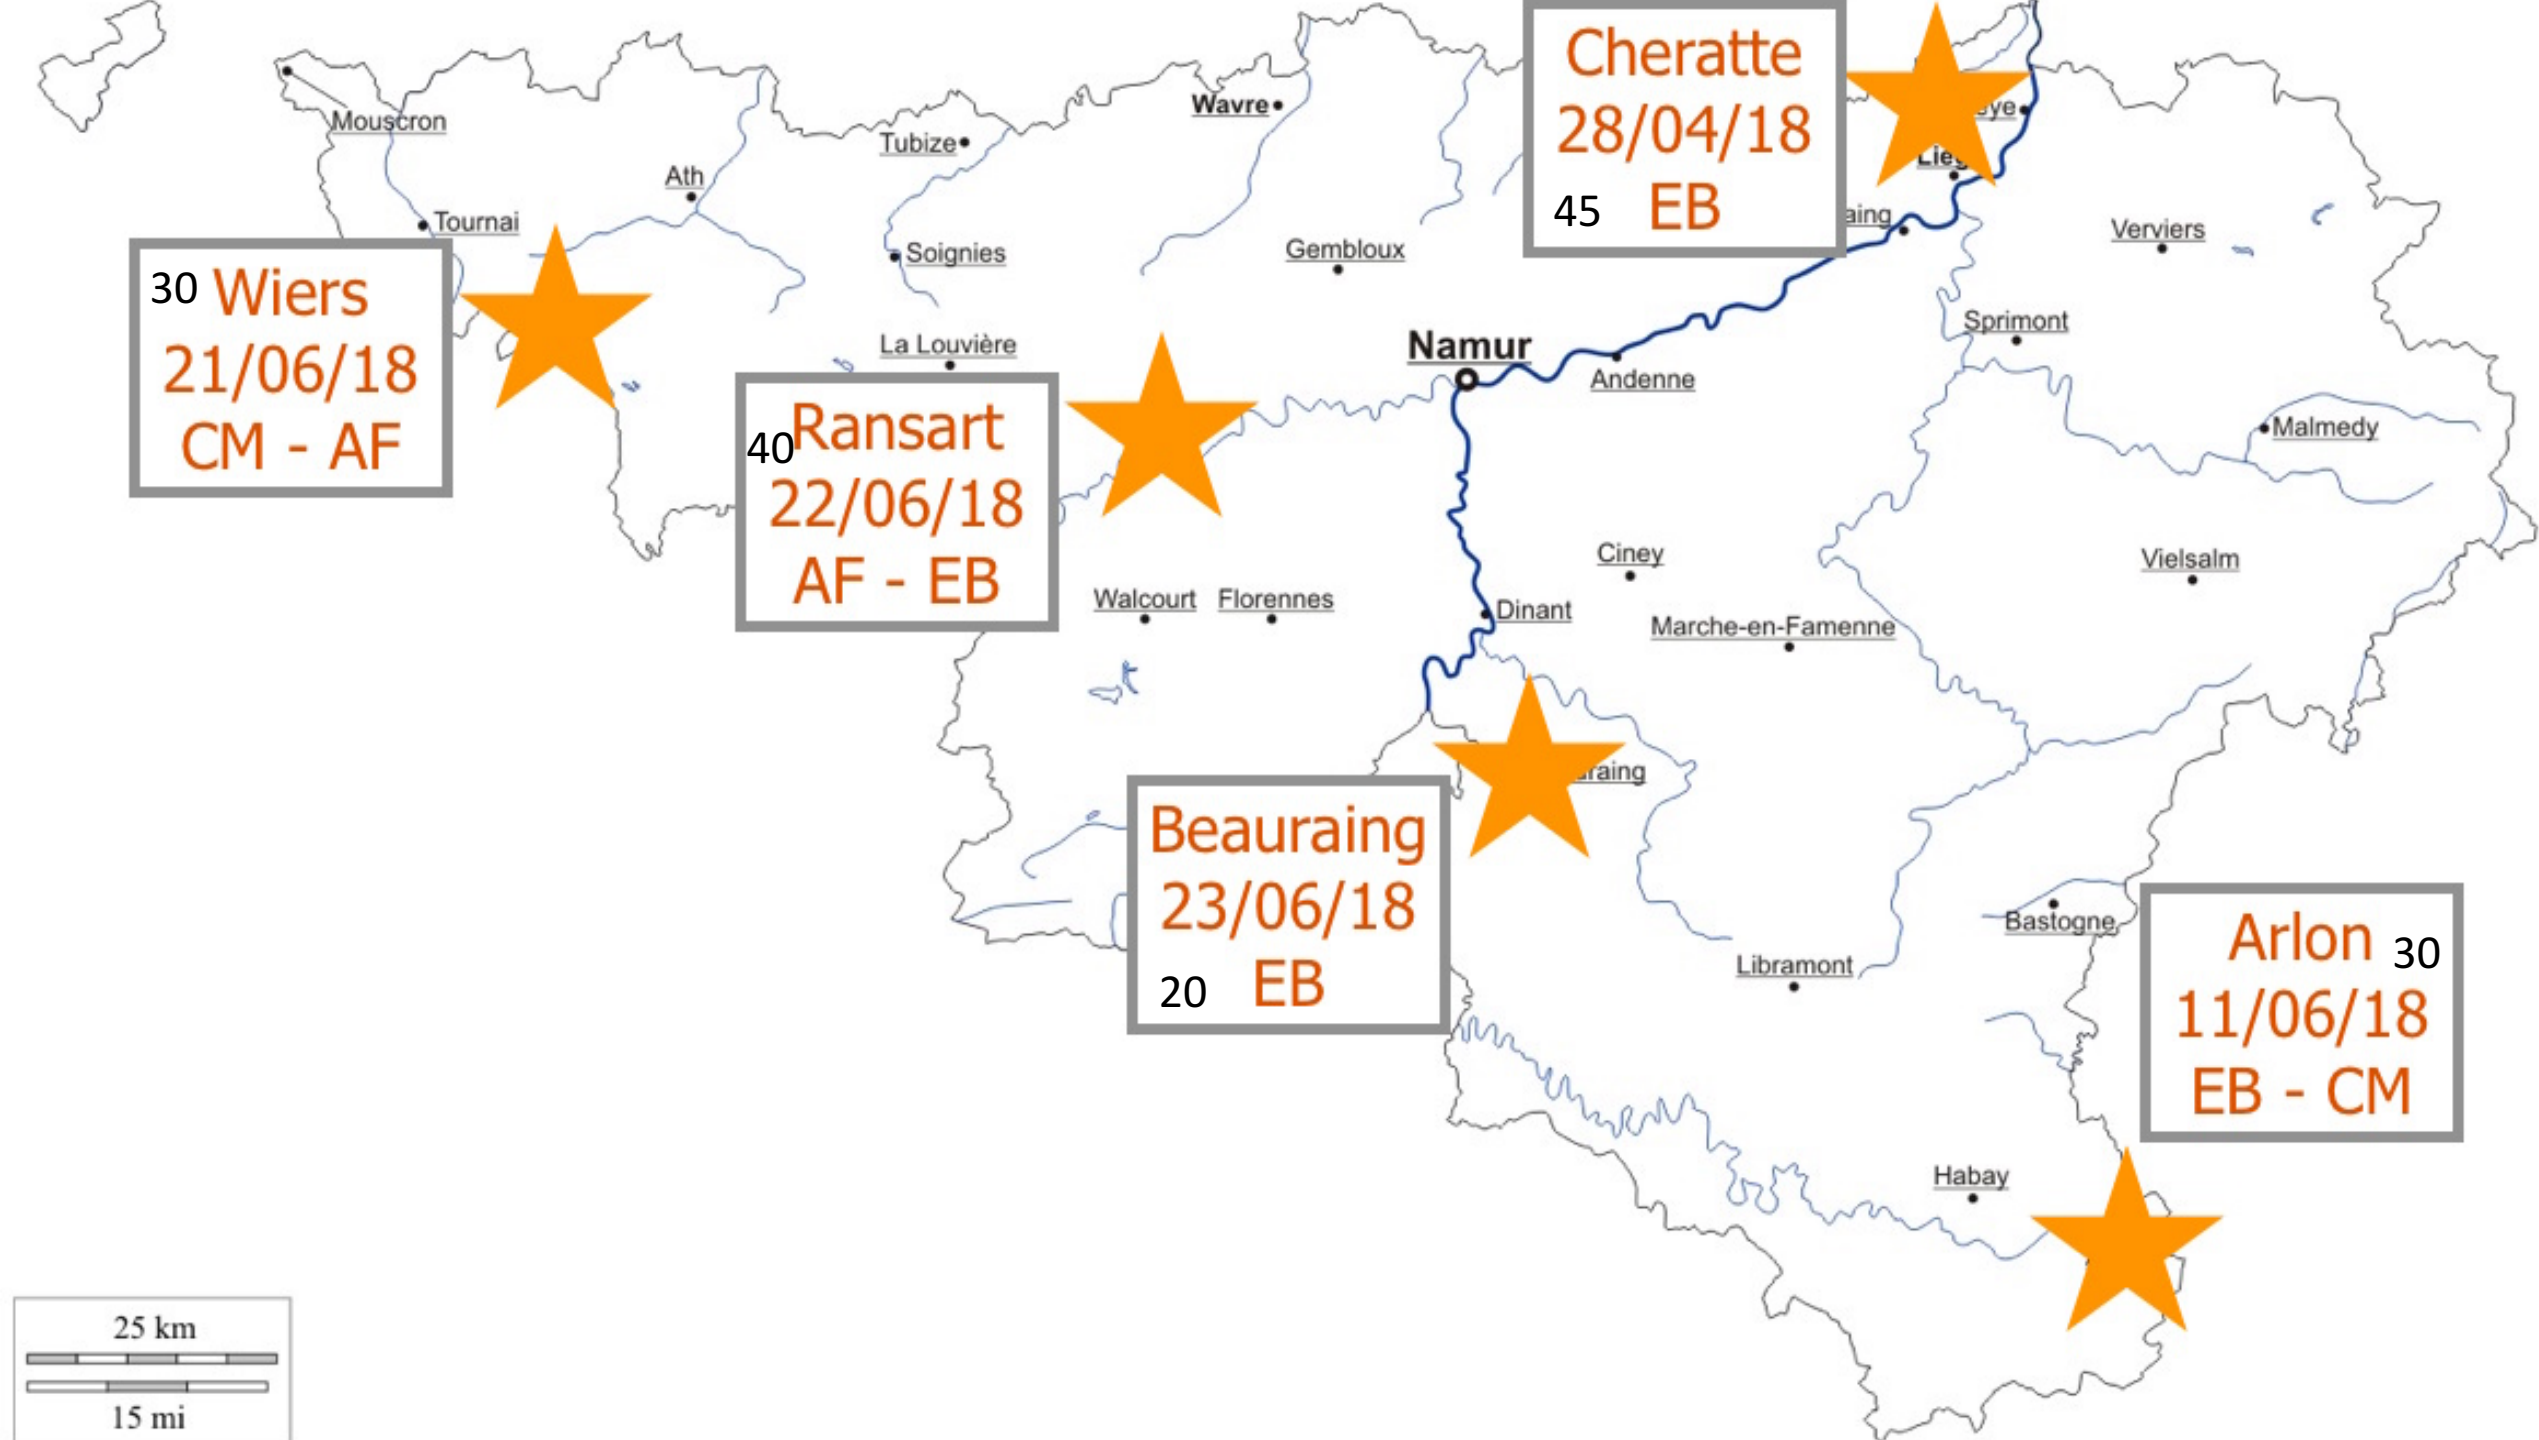 Cheratte
28/04/18
45 EB
Mouscron
Wavre
Tubize
Ath
Tournai
Soignies
Gembloux
Verviers
30 Wiers
21/06/18
CM - AF
Sprimont
La Louvière
Namur
Andenne
40 Ransart
22/06/18
AF - EB
Malmedy
Ciney
Vielsalm
Walcourt
Florennes
Dinant
Marche-en-Famenne
Beauraing
23/06/18
20 EB
Bastogne
Arlon 30
11/06/18
EB - CM
Libramont
Habay
25 km
15 mi